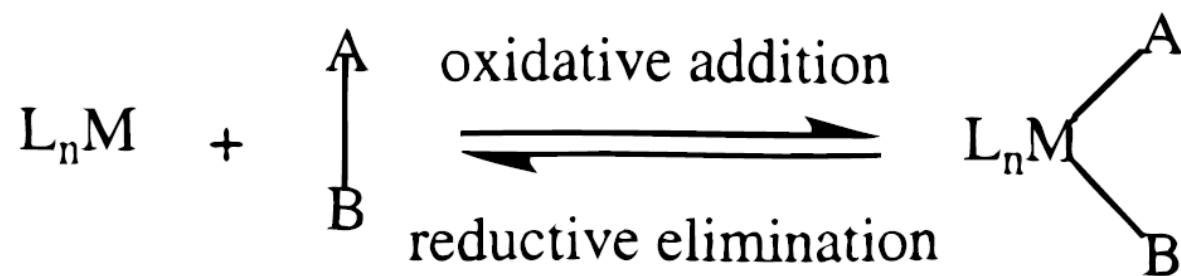 A
oxidative addition
A
LₙM + LₙM
B
reductive elimination
B